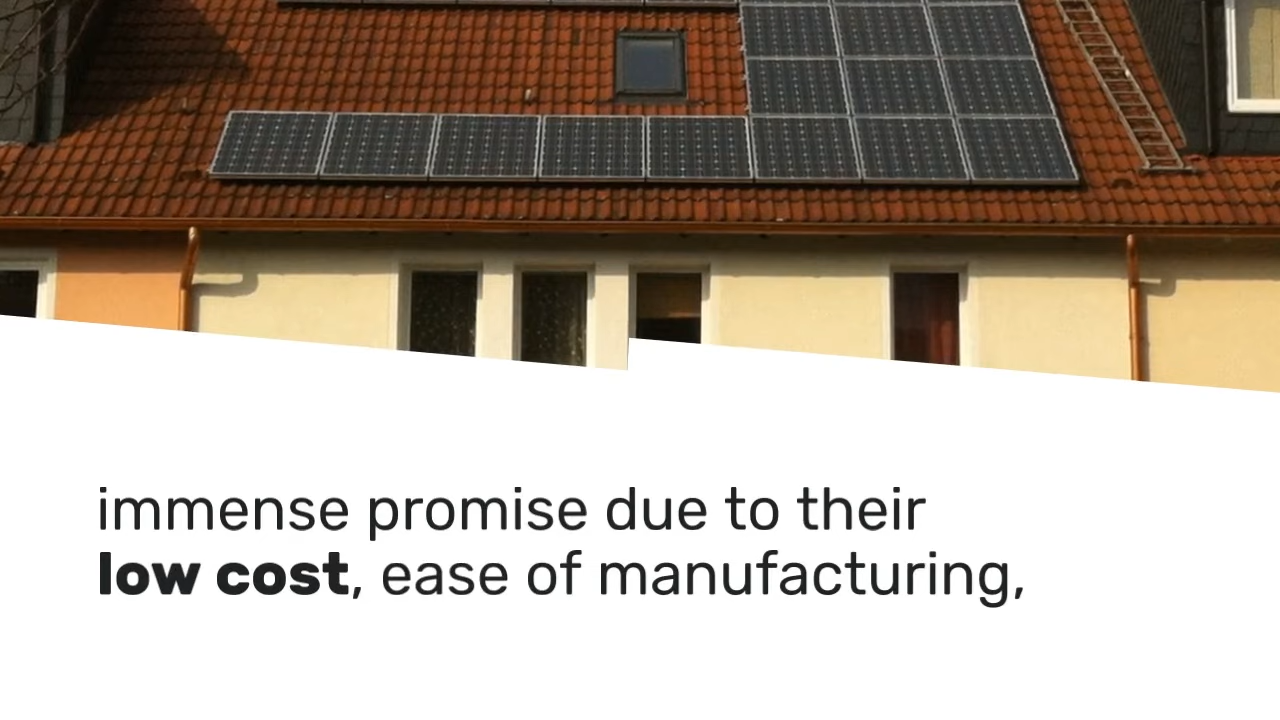 immense promise due to their
low cost, ease of manufacturing,